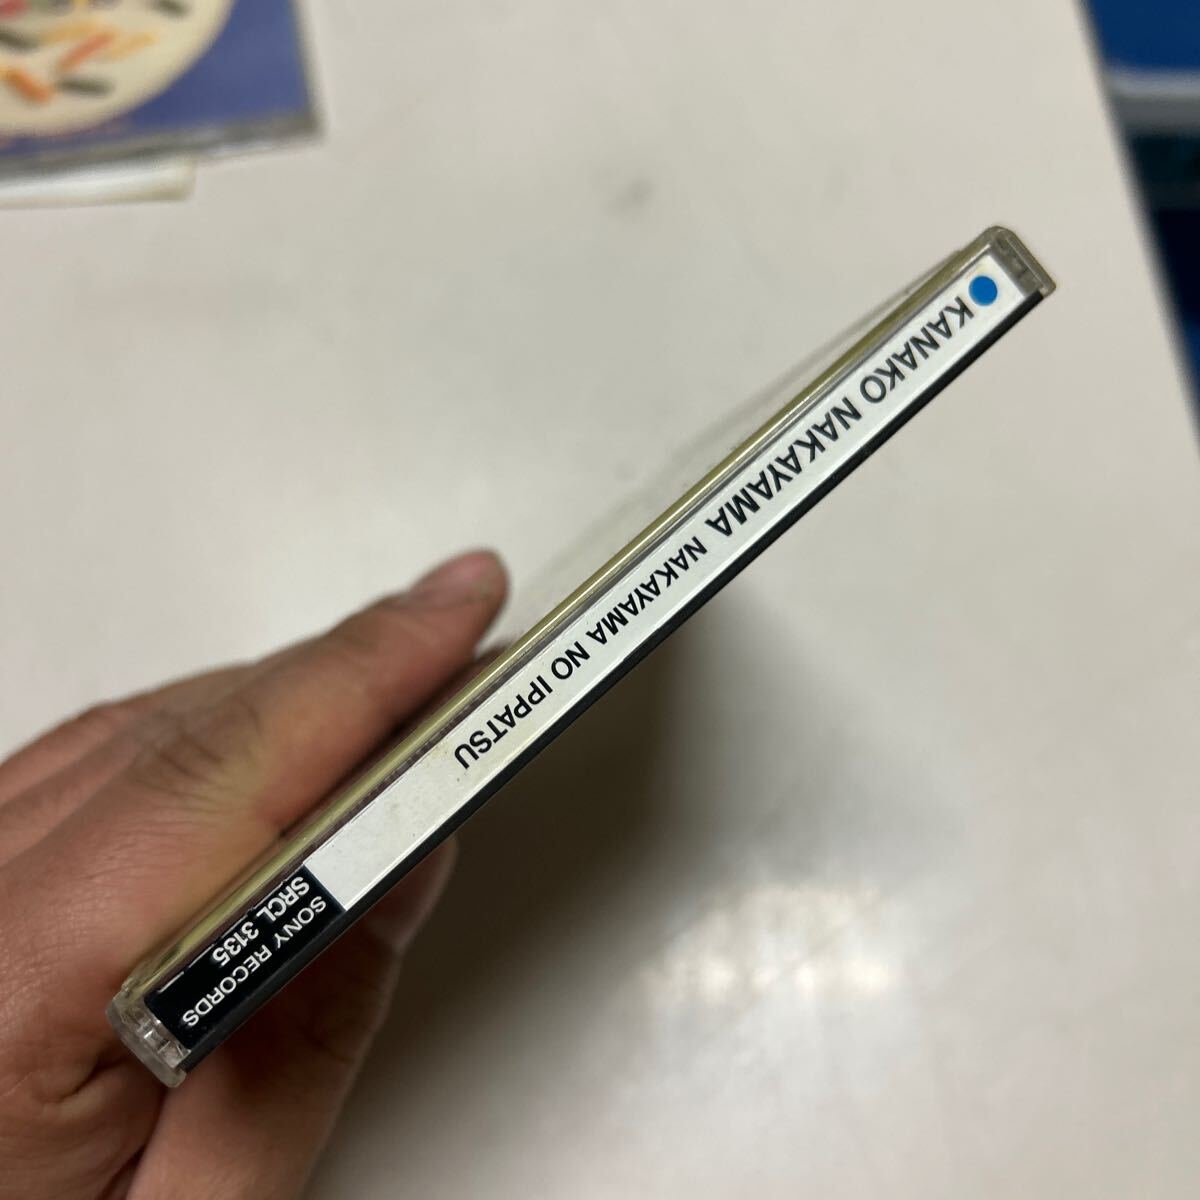 KANAKO NAKAYAMA NAKAYAMA NO IPPATSU
SONY RECORDS
SRCL 3135